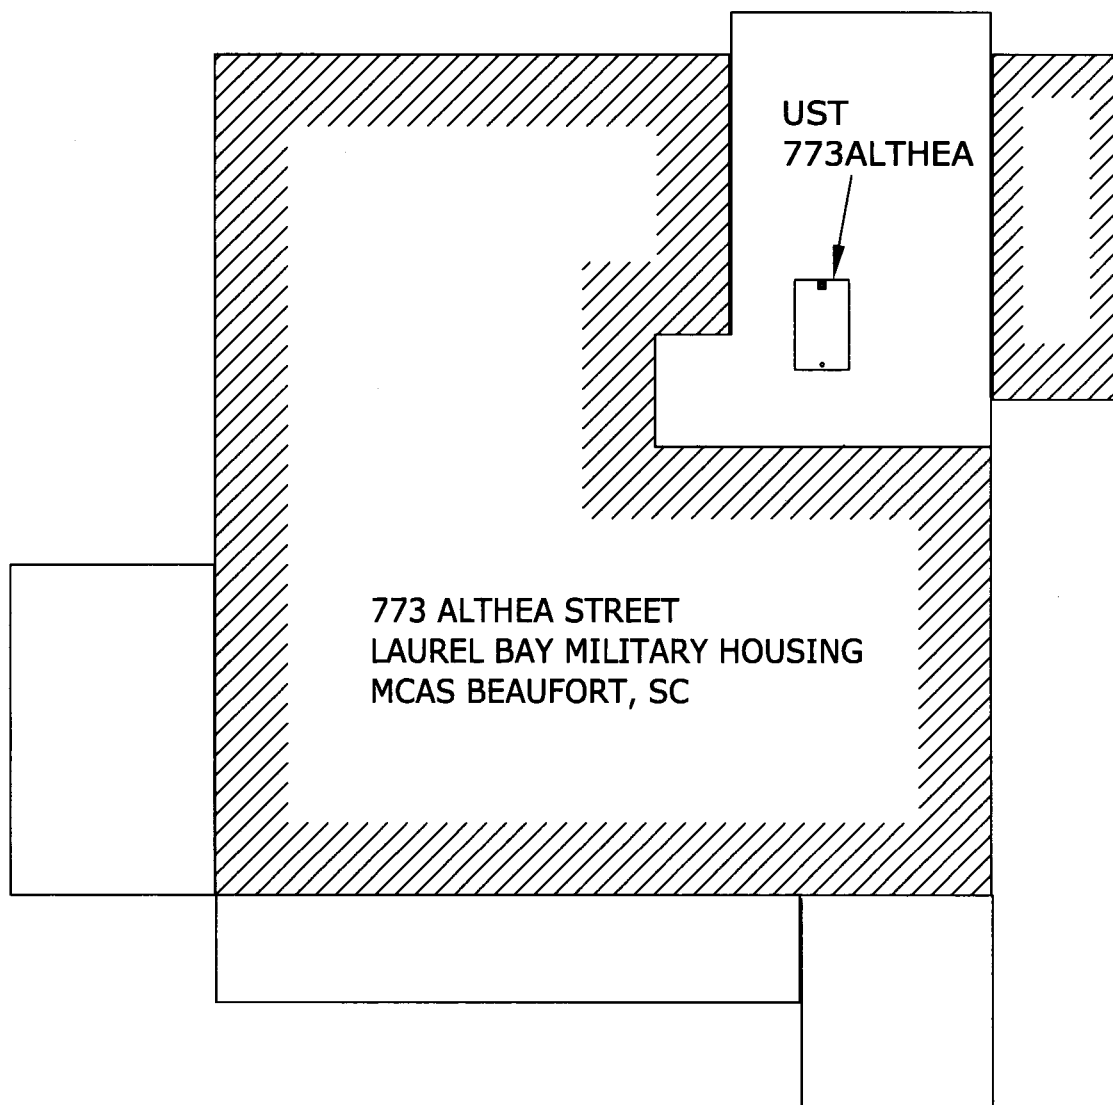 UST
773ALTHEA
773 ALTHEA STREET
LAUREL BAY MILITARY HOUSING
MCAS BEAUFORT, SC